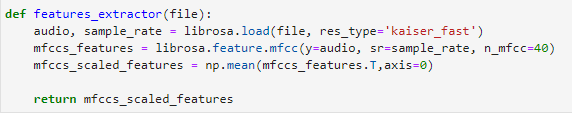 def features_extractor(file):
    audio, sample_rate = librosa.load(file, res_type='kaiser_fast')
    mfccs_features = librosa.feature.mfcc(y=audio, sr=sample_rate, n_mfcc=40)
    mfccs_scaled_features = np.mean(mfccs_features.T,axis=0)

    return mfccs_scaled_features